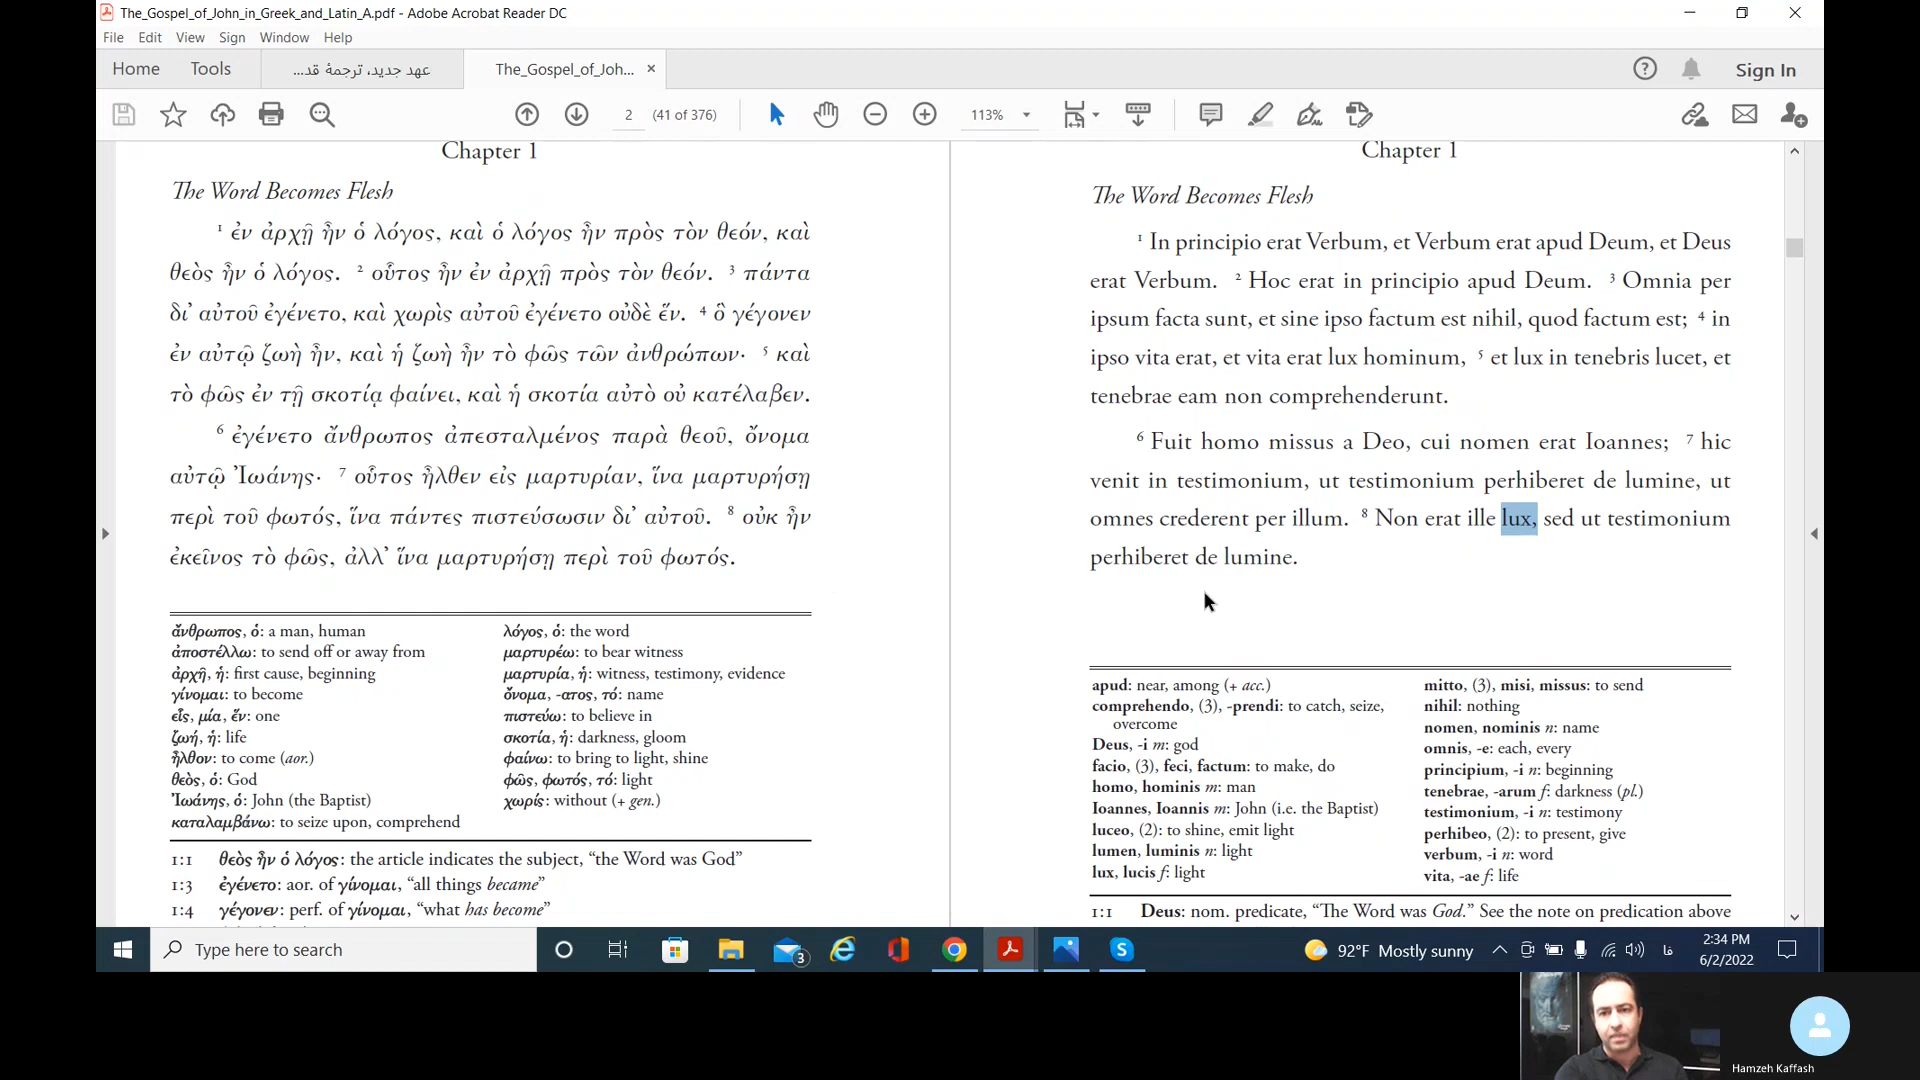 The_Gospel_of_John_in_Greek_and_Latin_A.pdf - Adobe Acrobat Reader DC
File Edit View Sign Window Help
Home Tools عهد جدید، ترجمهٔ قد... The_Gospel_of_Joh... ×
Sign In
2 (41 of 376) 113%
Chapter 1
The Word Becomes Flesh
¹ ἐν ἀρχῇ ἦν ὁ λόγος, καὶ ὁ λόγος ἦν πρὸς τὸν θεόν, καὶ
θεὸς ἦν ὁ λόγος. ² οὗτος ἦν ἐν ἀρχῇ πρὸς τὸν θεόν. ³ πάντα
δι’ αὐτοῦ ἐγένετο, καὶ χωρὶς αὐτοῦ ἐγένετο οὐδὲ ἕν. ⁴ ὃ γέγονεν
ἐν αὐτῷ ζωὴ ἦν, καὶ ἡ ζωὴ ἦν τὸ φῶς τῶν ἀνθρώπων· ⁵ καὶ
τὸ φῶς ἐν τῇ σκοτίᾳ φαίνει, καὶ ἡ σκοτία αὐτὸ οὐ κατέλαβεν.
⁶ ἐγένετο ἄνθρωπος ἀπεσταλμένος παρὰ θεοῦ, ὄνομα
αὐτῷ Ἰωάνης· ⁷ οὗτος ἦλθεν εἰς μαρτυρίαν, ἵνα μαρτυρήσῃ
περὶ τοῦ φωτός, ἵνα πάντες πιστεύσωσιν δι’ αὐτοῦ. ⁸ οὐκ ἦν
ἐκεῖνος τὸ φῶς, ἀλλ’ ἵνα μαρτυρήσῃ περὶ τοῦ φωτός.
ἄνθρωπος, ὁ: a man, human
ἀποστέλλω: to send off or away from
ἀρχῆ, ἡ: first cause, beginning
γίνομαι: to become
εἷς, μία, ἕν: one
ζωή, ἡ: life
ἦλθον: to come (aor.)
θεὸς, ὁ: God
Ἰωάνης, ὁ: John (the Baptist)
καταλαμβάνω: to seize upon, comprehend
λόγος, ὁ: the word
μαρτυρέω: to bear witness
μαρτυρία, ἡ: witness, testimony, evidence
ὄνομα, -ατος, τό: name
πιστεύω: to believe in
σκοτία, ἡ: darkness, gloom
φαίνω: to bring to light, shine
φῶς, φωτός, τό: light
χωρίς: without (+ gen.)
1:1 θεὸς ἦν ὁ λόγος: the article indicates the subject, “the Word was God”
1:3 ἐγένετο: aor. of γίνομαι, “all things became”
1:4 γέγονεν: perf. of γίνομαι, “what has become”
Chapter 1
The Word Becomes Flesh
¹ In principio erat Verbum, et Verbum erat apud Deum, et Deus
erat Verbum. ² Hoc erat in principio apud Deum. ³ Omnia per
ipsum facta sunt, et sine ipso factum est nihil, quod factum est; ⁴ in
ipso vita erat, et vita erat lux hominum, ⁵ et lux in tenebris lucet, et
tenebrae eam non comprehenderunt.
⁶ Fuit homo missus a Deo, cui nomen erat Ioannes; ⁷ hic
venit in testimonium, ut testimonium perhiberet de lumine, ut
omnes crederent per illum. ⁸ Non erat ille lux, sed ut testimonium
perhiberet de lumine.
apud: near, among (+ acc.)
comprehendo, (3), -prendi: to catch, seize,
overcome
Deus, -i m: god
facio, (3), feci, factum: to make, do
homo, hominis m: man
Ioannes, Ioannis m: John (i.e. the Baptist)
luceo, (2): to shine, emit light
lumen, luminis n: light
lux, lucis f: light
mitto, (3), misi, missus: to send
nihil: nothing
nomen, nominis n: name
omnis, -e: each, every
principium, -i n: beginning
tenebrae, -arum f: darkness (pl.)
testimonium, -i n: testimony
perhibeo, (2): to present, give
verbum, -i n: word
vita, -ae f: life
1:1 Deus: nom. predicate, “The Word was God.” See the note on predication above
Type here to search
3
92°F Mostly sunny
فا
2:34 PM
6/2/2022
Hamzeh Kaffash